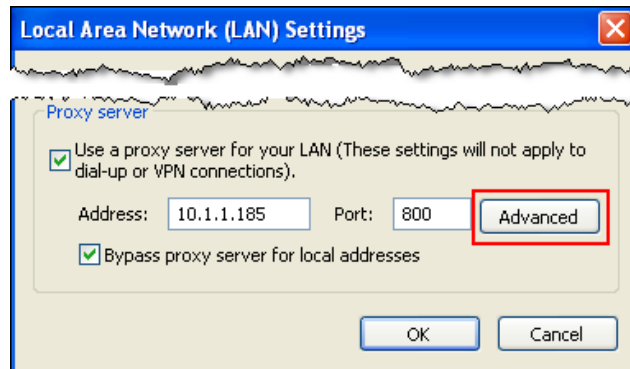 Local Area Network (LAN) Settings
Proxy server
Use a proxy server for your LAN (These settings will not apply to
dial-up or VPN connections).
Address: 10.1.1.185 Port: 800 Advanced
Bypass proxy server for local addresses
OK Cancel